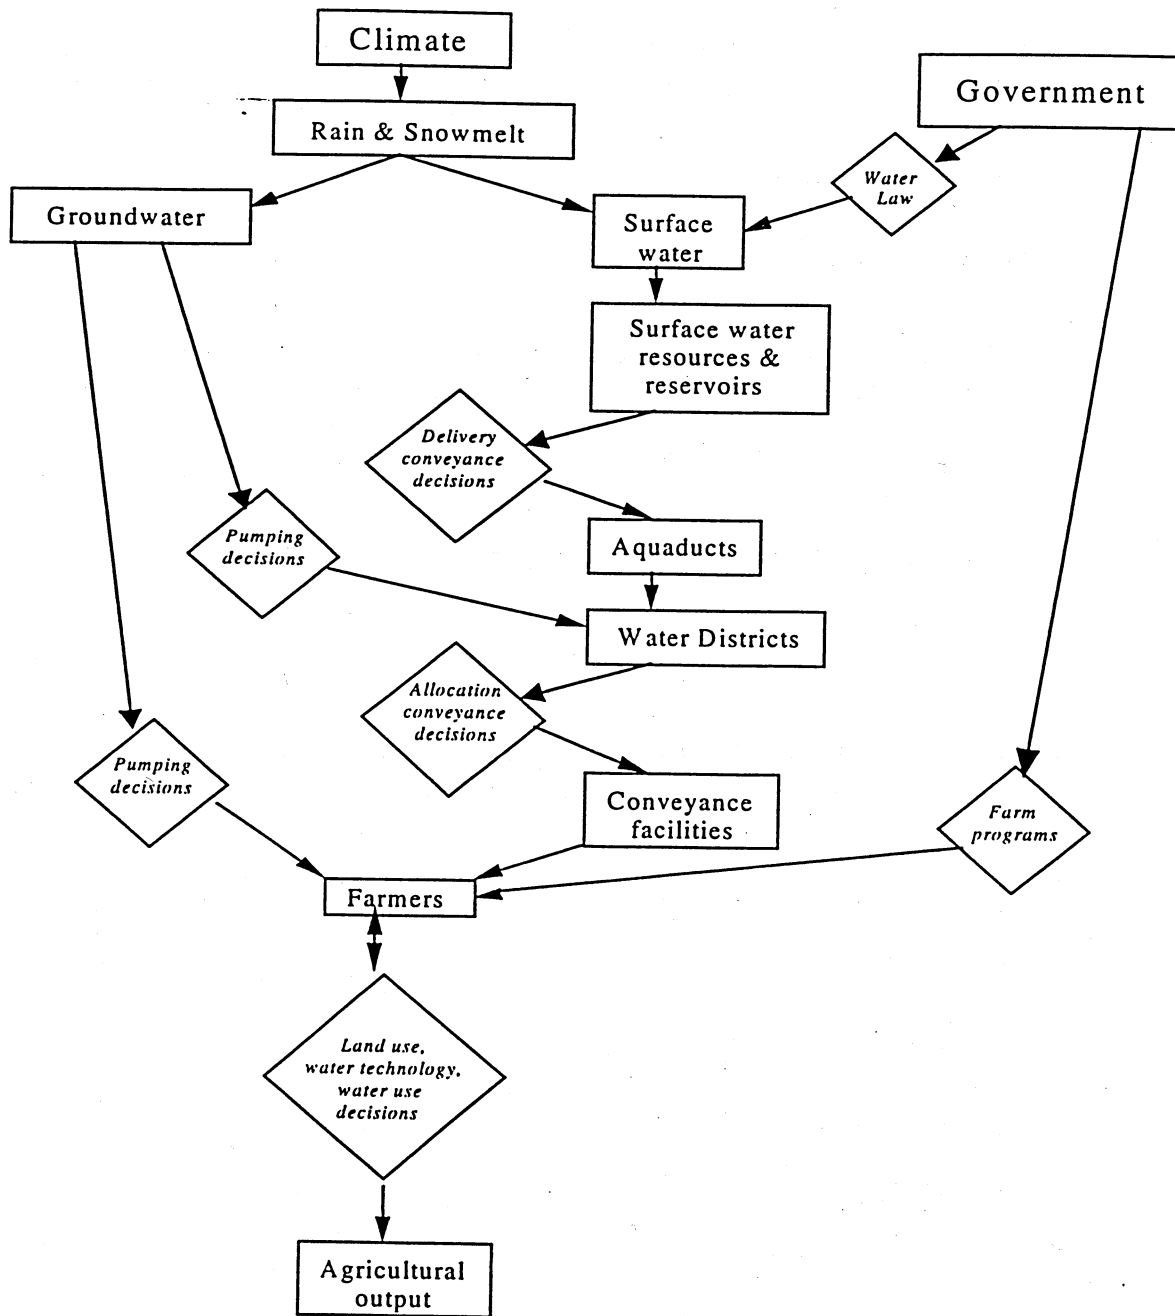 Climate
Government
Rain & Snowmelt
Water
Law
Groundwater
Surface
water
Surface water
resources &
reservoirs
Delivery
conveyance
decisions
Aquaducts
Pumping
decisions
Water Districts
Allocation
conveyance
decisions
Pumping
decisions
Conveyance
facilities
Farm
programs
Farmers
Land use,
water technology,
water use
decisions
Agricultural
output